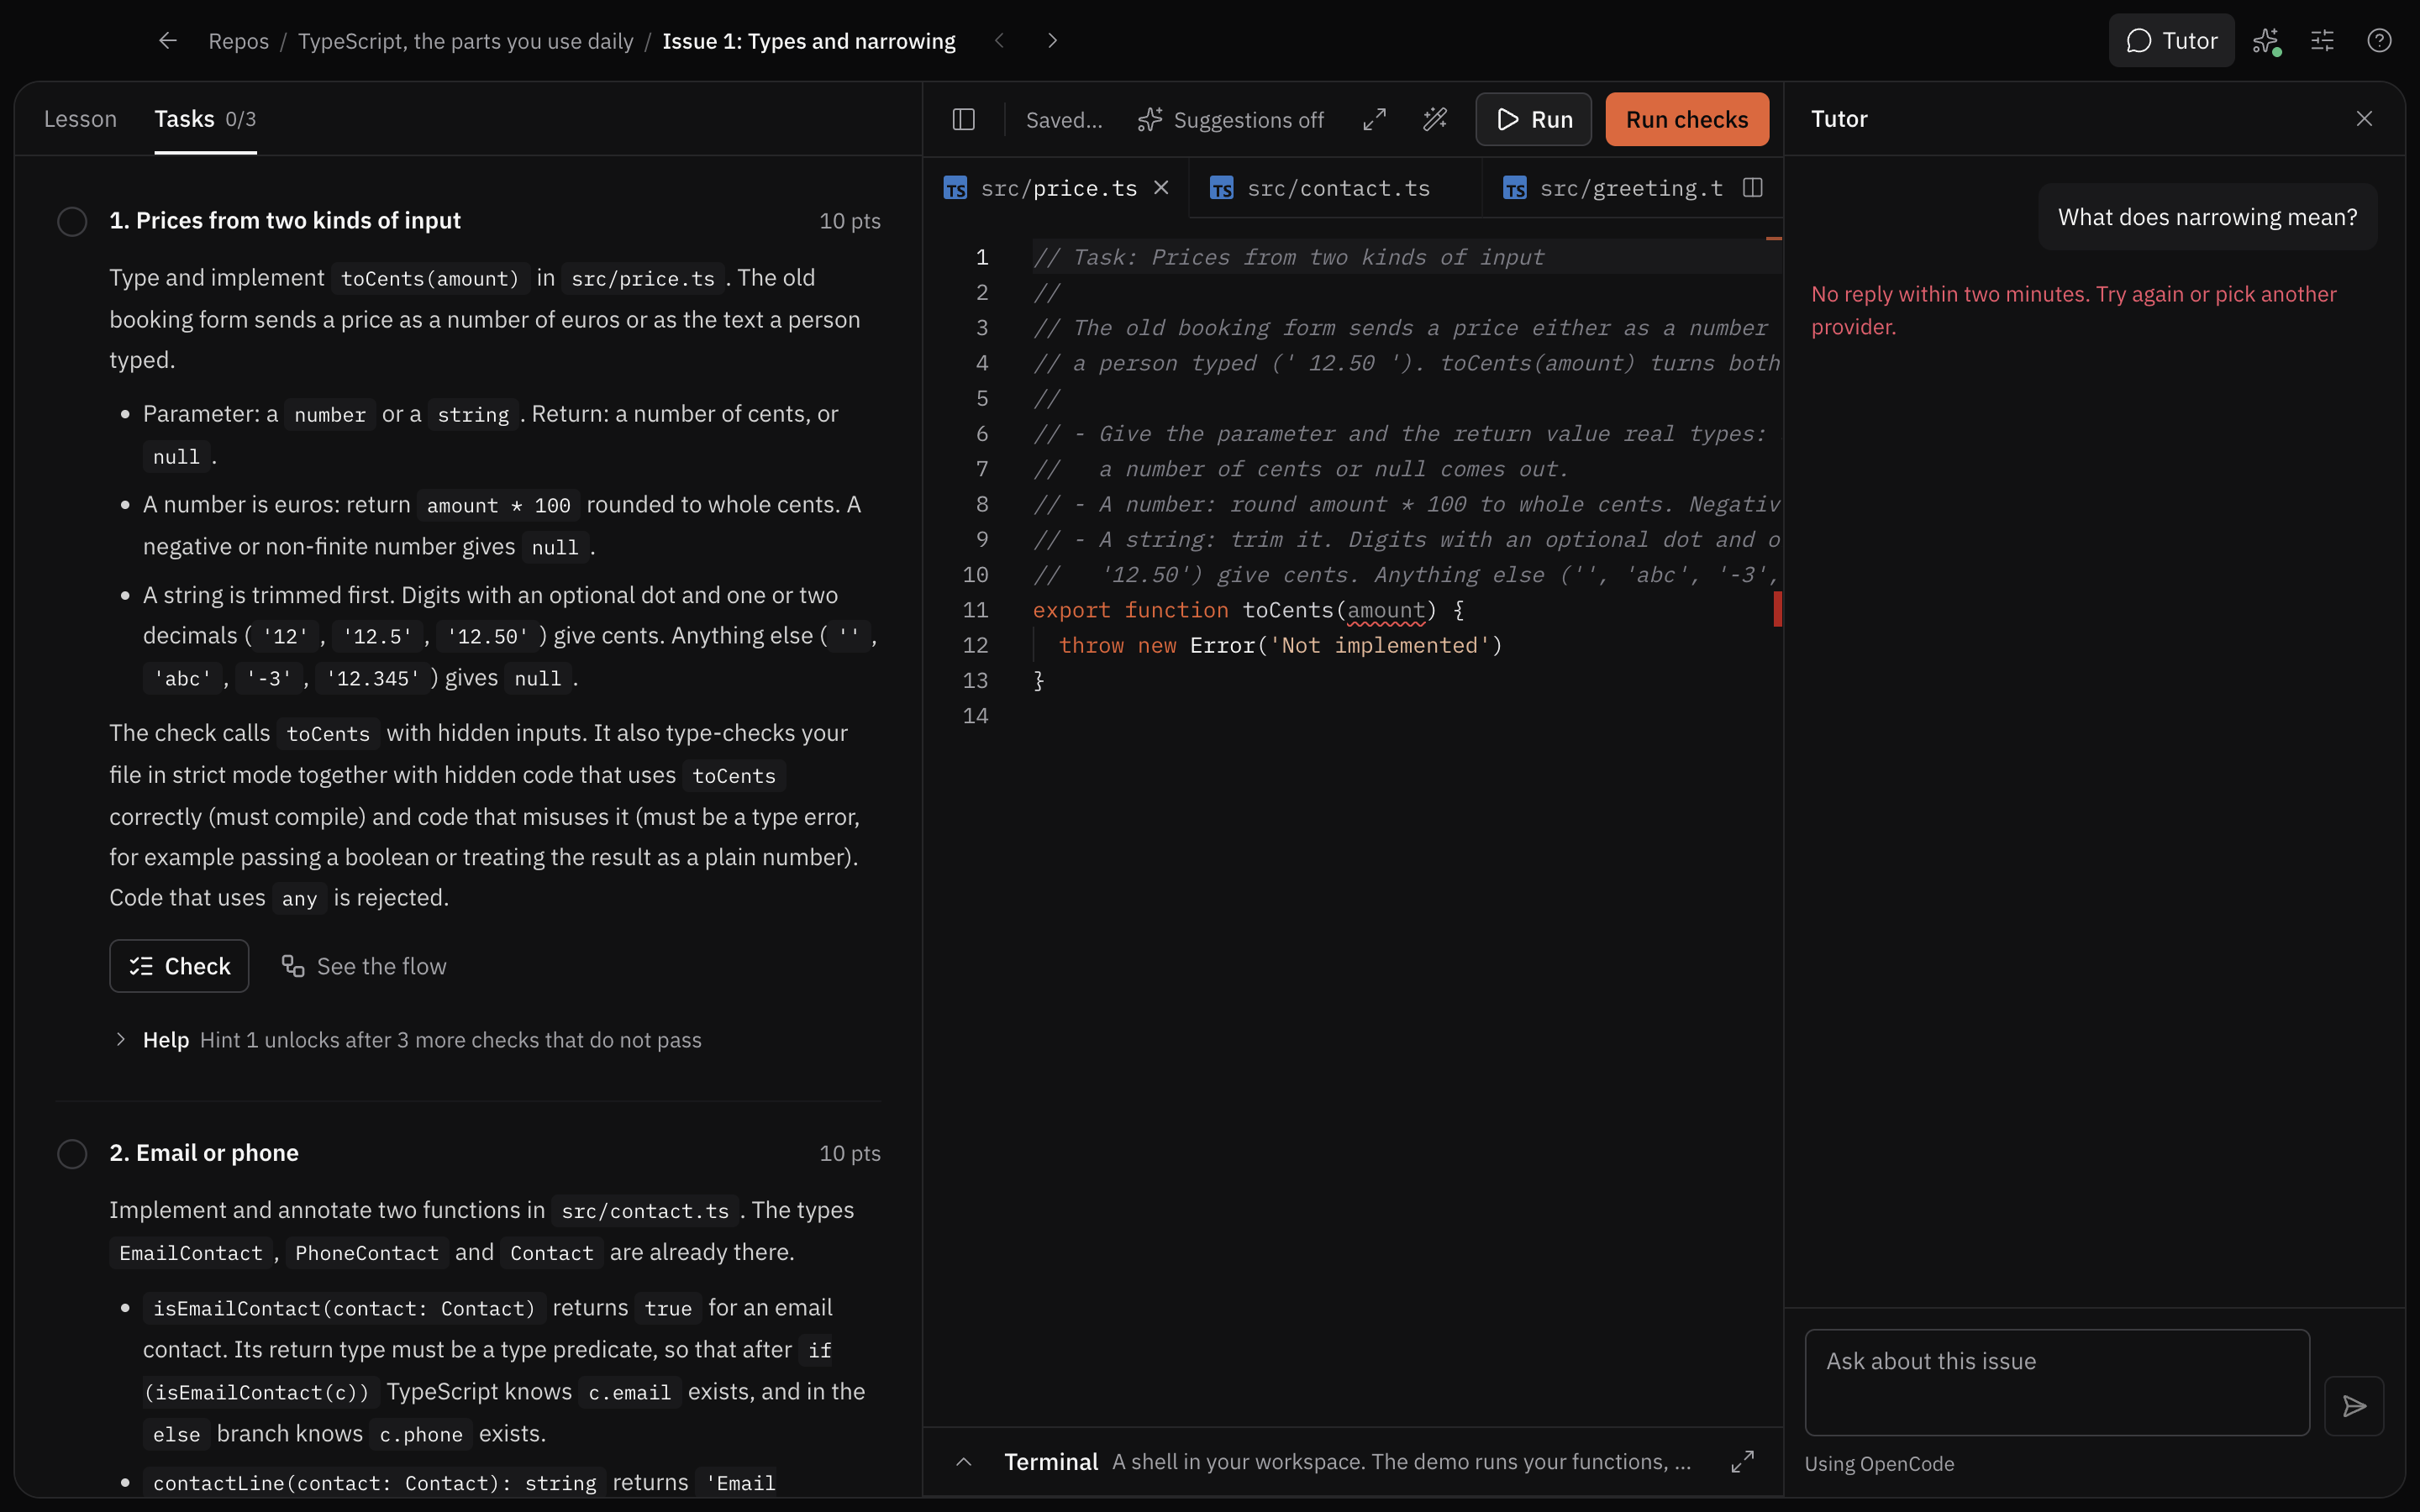 Repos / TypeScript, the parts you use daily / Issue 1: Types and narrowing
Tutor
Lesson
Tasks 0/3
1. Prices from two kinds of input
10 pts
Type and implement toCents(amount) in src/price.ts . The old
booking form sends a price as a number of euros or as the text a person
typed.
• Parameter: a number or a string . Return: a number of cents, or
null .
• A number is euros: return amount * 100 rounded to whole cents. A
negative or non-finite number gives null .
• A string is trimmed first. Digits with an optional dot and one or two
decimals ( '12' , '12.5' , '12.50' ) give cents. Anything else ( '' ,
'abc' , '-3' , '12.345' ) gives null .
The check calls toCents with hidden inputs. It also type-checks your
file in strict mode together with hidden code that uses toCents
correctly (must compile) and code that misuses it (must be a type error,
for example passing a boolean or treating the result as a plain number).
Code that uses any is rejected.
Check
See the flow
Help Hint 1 unlocks after 3 more checks that do not pass
2. Email or phone
10 pts
Implement and annotate two functions in src/contact.ts . The types
EmailContact , PhoneContact and Contact are already there.
• isEmailContact(contact: Contact) returns true for an email
contact. Its return type must be a type predicate, so that after if
(isEmailContact(c)) TypeScript knows c.email exists, and in the
else branch knows c.phone exists.
• contactLine(contact: Contact): string returns 'Email
Saved...
Suggestions off
Run
Run checks
TS src/price.ts
TS src/contact.ts
TS src/greeting.t
1 // Task: Prices from two kinds of input
2 //
3 // The old booking form sends a price either as a number
4 // a person typed (' 12.50 '). toCents(amount) turns both
5 //
6 // - Give the parameter and the return value real types:
7 //   a number of cents or null comes out.
8 // - A number: round amount * 100 to whole cents. Negativ
9 // - A string: trim it. Digits with an optional dot and o
10 //   '12.50') give cents. Anything else ('', 'abc', '-3',
11 export function toCents(amount) {
12   throw new Error('Not implemented')
13 }
14
Terminal A shell in your workspace. The demo runs your functions, ...
Tutor
What does narrowing mean?
No reply within two minutes. Try again or pick another
provider.
Ask about this issue
Using OpenCode